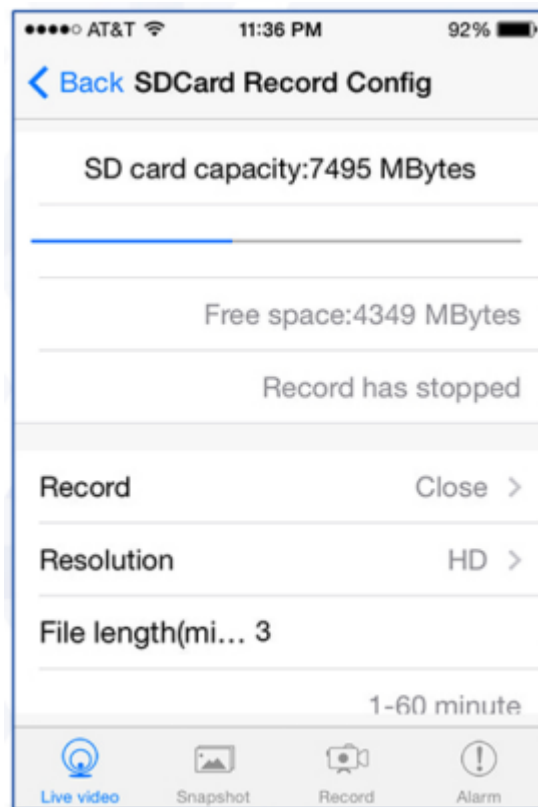 AT&T 11:36 PM 92%
Back SDCard Record Config
SD card capacity:7495 MBytes
Free space:4349 MBytes
Record has stopped
Record Close
Resolution HD
File length(mi... 3
1-60 minute
Live video Snapshot Record Alarm